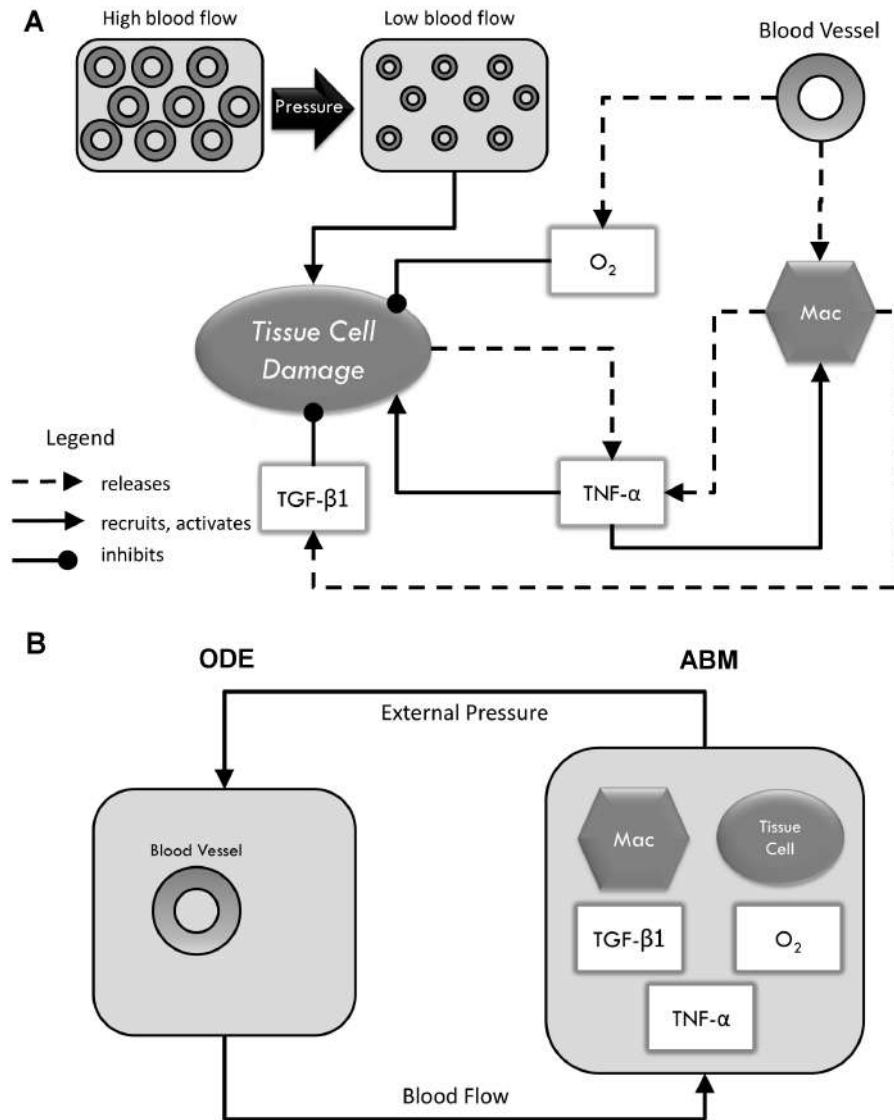 A
High blood flow
Low blood flow
Blood Vessel
Pressure
O₂
Mac
Tissue Cell
Damage
Legend
releases
recruits, activates
inhibits
TGF-β1
TNF-α
B
ODE
ABM
External Pressure
Blood Vessel
Mac
Tissue
Cell
TGF-β1
O₂
TNF-α
Blood Flow